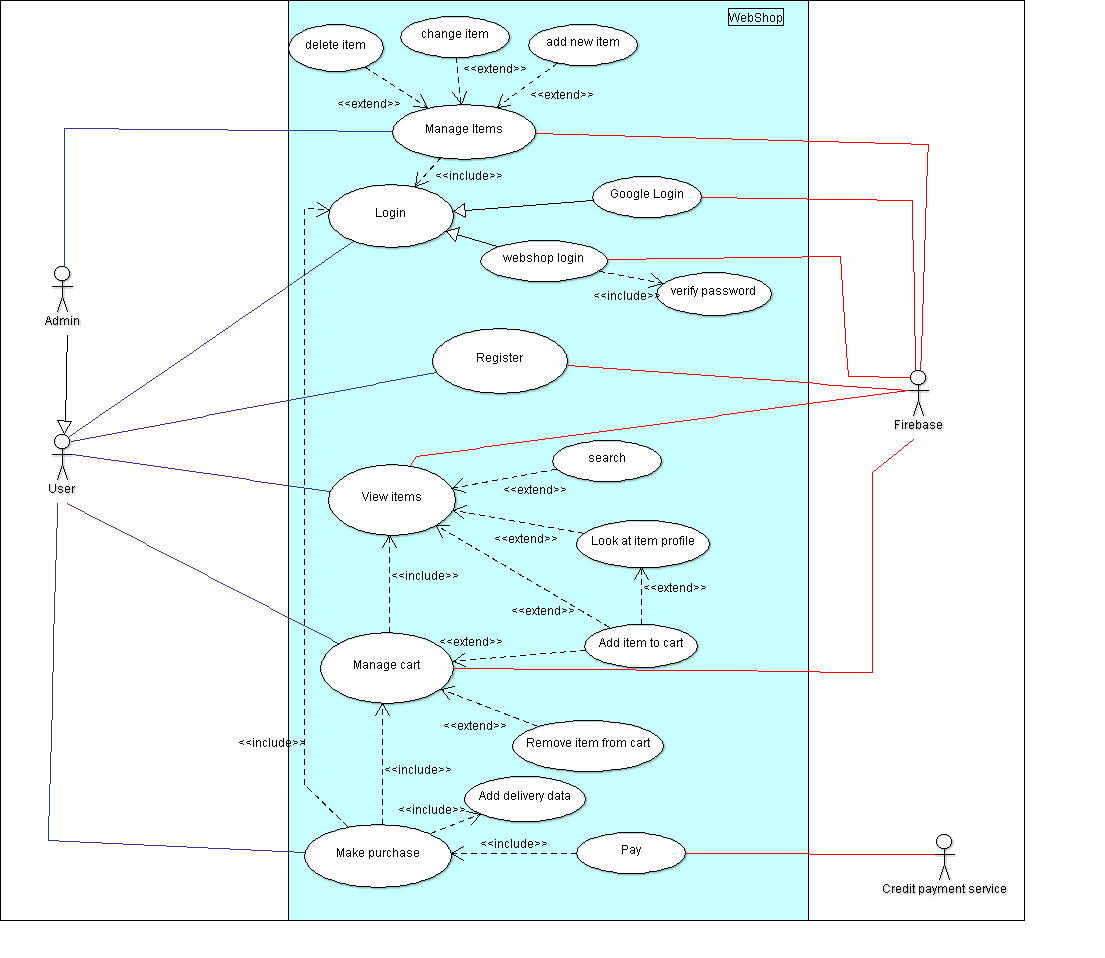 WebShop
delete item
change item
add new item
<<extend>>
<<extend>>
<<extend>>
Manage Items
<<include>>
Google Login
Login
webshop login
verify password
<<include>>
Admin
Register
Firebase
search
User
View items
<<extend>>
<<extend>>
Look at item profile
<<include>>
<<extend>>
<<extend>>
<<extend>>
Add item to cart
Manage cart
<<extend>>
<<include>>
Remove item from cart
<<include>>
Add delivery data
<<include>>
<<include>>
Make purchase
Pay
Credit payment service